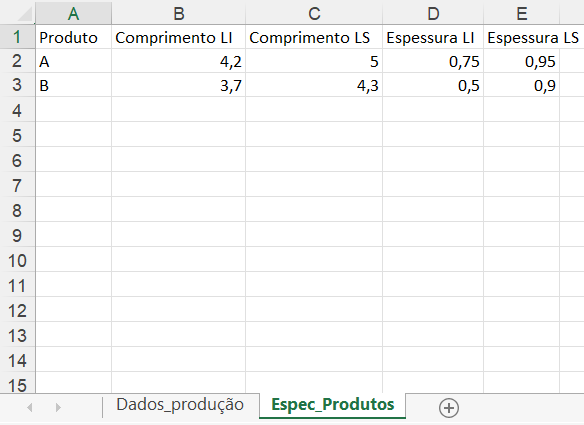 A B C D E
1 Produto Comprimento LI Comprimento LS Espessura LI Espessura LS
2 A 4,2 5 0,75 0,95
3 B 3,7 4,3 0,5 0,9
4
5
6
7
8
9
10
11
12
13
14
15
Dados_produção Espec_Produtos